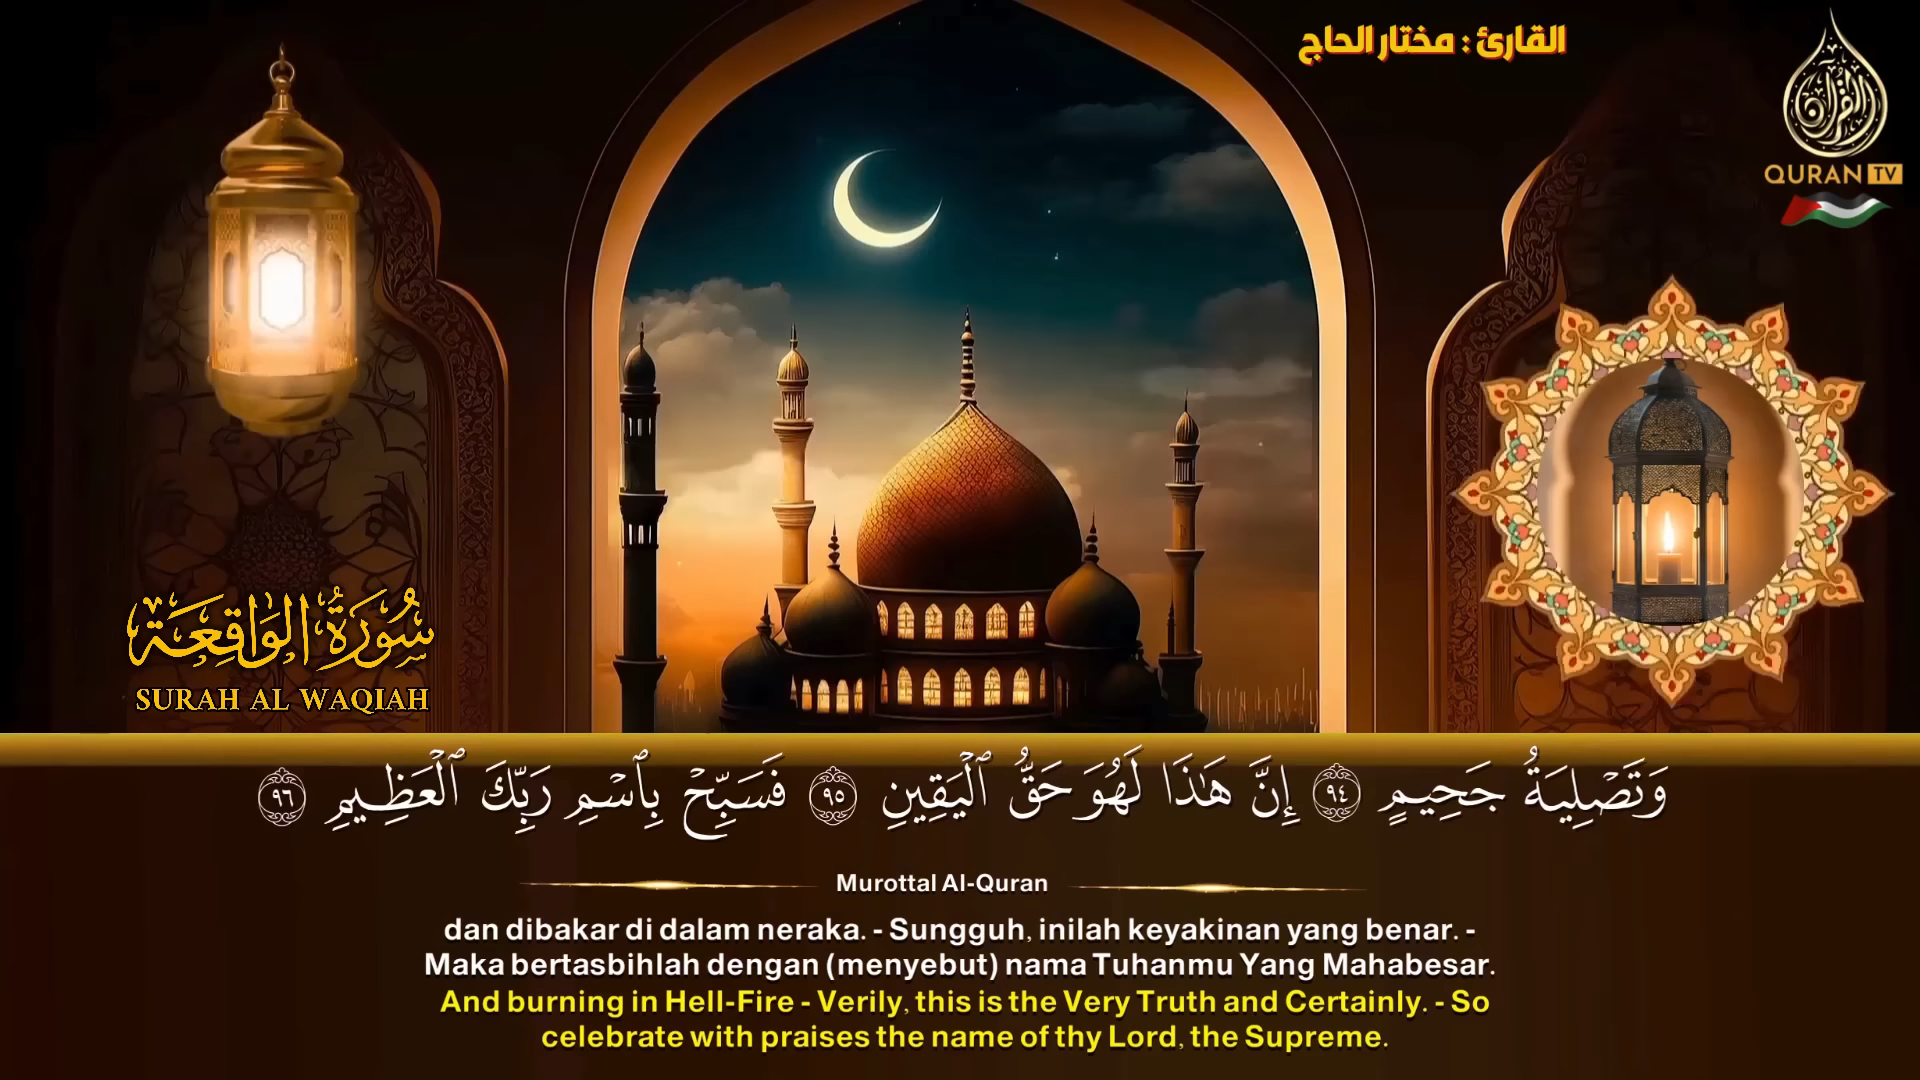 القارئ : مختار الحاج
القرآن
QURAN TV
سُورَةُ الوَاقِعَة
SURAH AL WAQIAH
وَتَصْلِيَةُ جَحِيمٍ ٩٤ إِنَّ هَٰذَا لَهُوَ حَقُّ ٱلْيَقِينِ ٩٥ فَسَبِّحْ بِٱسْمِ رَبِّكَ ٱلْعَظِيمِ ٩٦
Murottal Al-Quran
dan dibakar di dalam neraka. - Sungguh, inilah keyakinan yang benar. -
Maka bertasbihlah dengan (menyebut) nama Tuhanmu Yang Mahabesar.
And burning in Hell-Fire - Verily, this is the Very Truth and Certainly. - So
celebrate with praises the name of thy Lord, the Supreme.